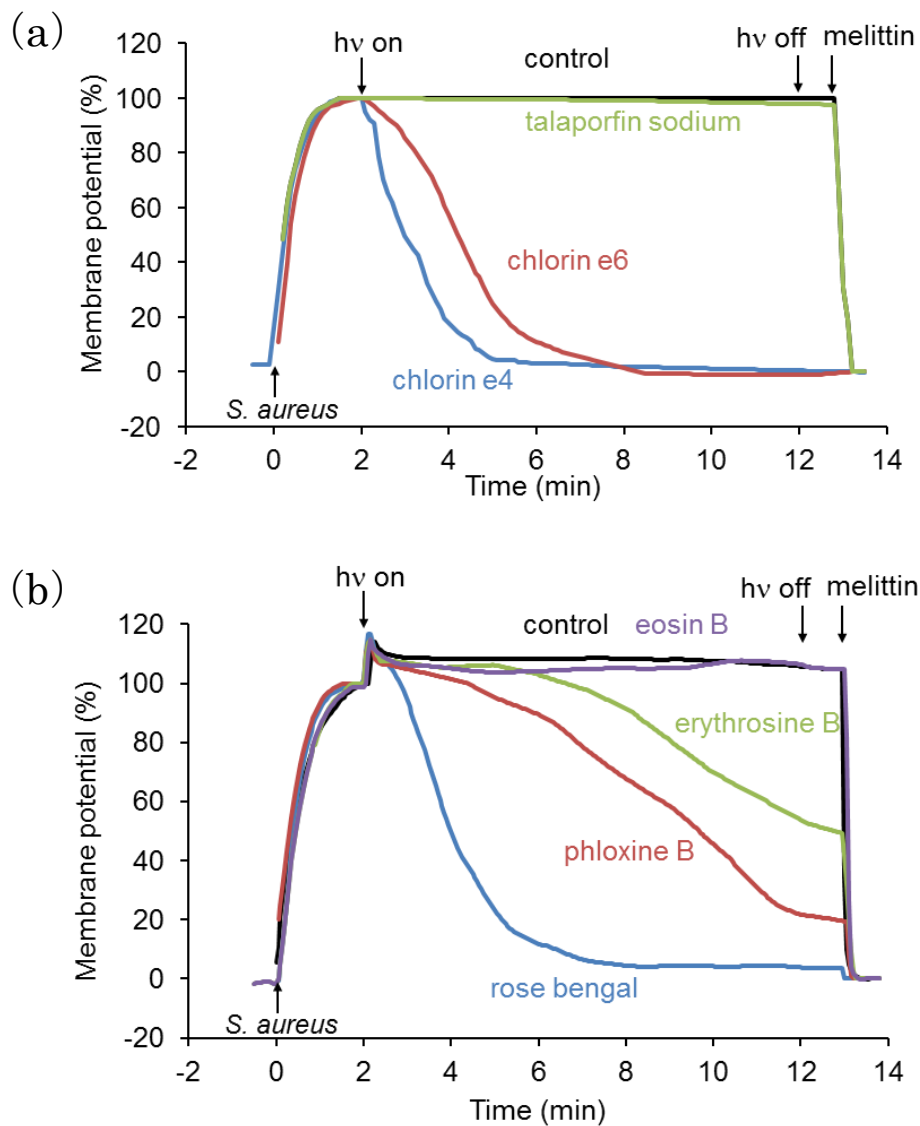 (a)
hν on
hν off
melittin
control
talaporfin sodium
chlorin e6
chlorin e4
S. aureus
Membrane potential (%)
120
100
80
60
40
20
0
-20
-2 0 2 4 6 8 10 12 14
Time (min)
(b)
hν on
hν off
melittin
control
eosin B
erythrosine B
phloxine B
rose bengal
S. aureus
Membrane potential (%)
120
100
80
60
40
20
0
-20
-2 0 2 4 6 8 10 12 14
Time (min)